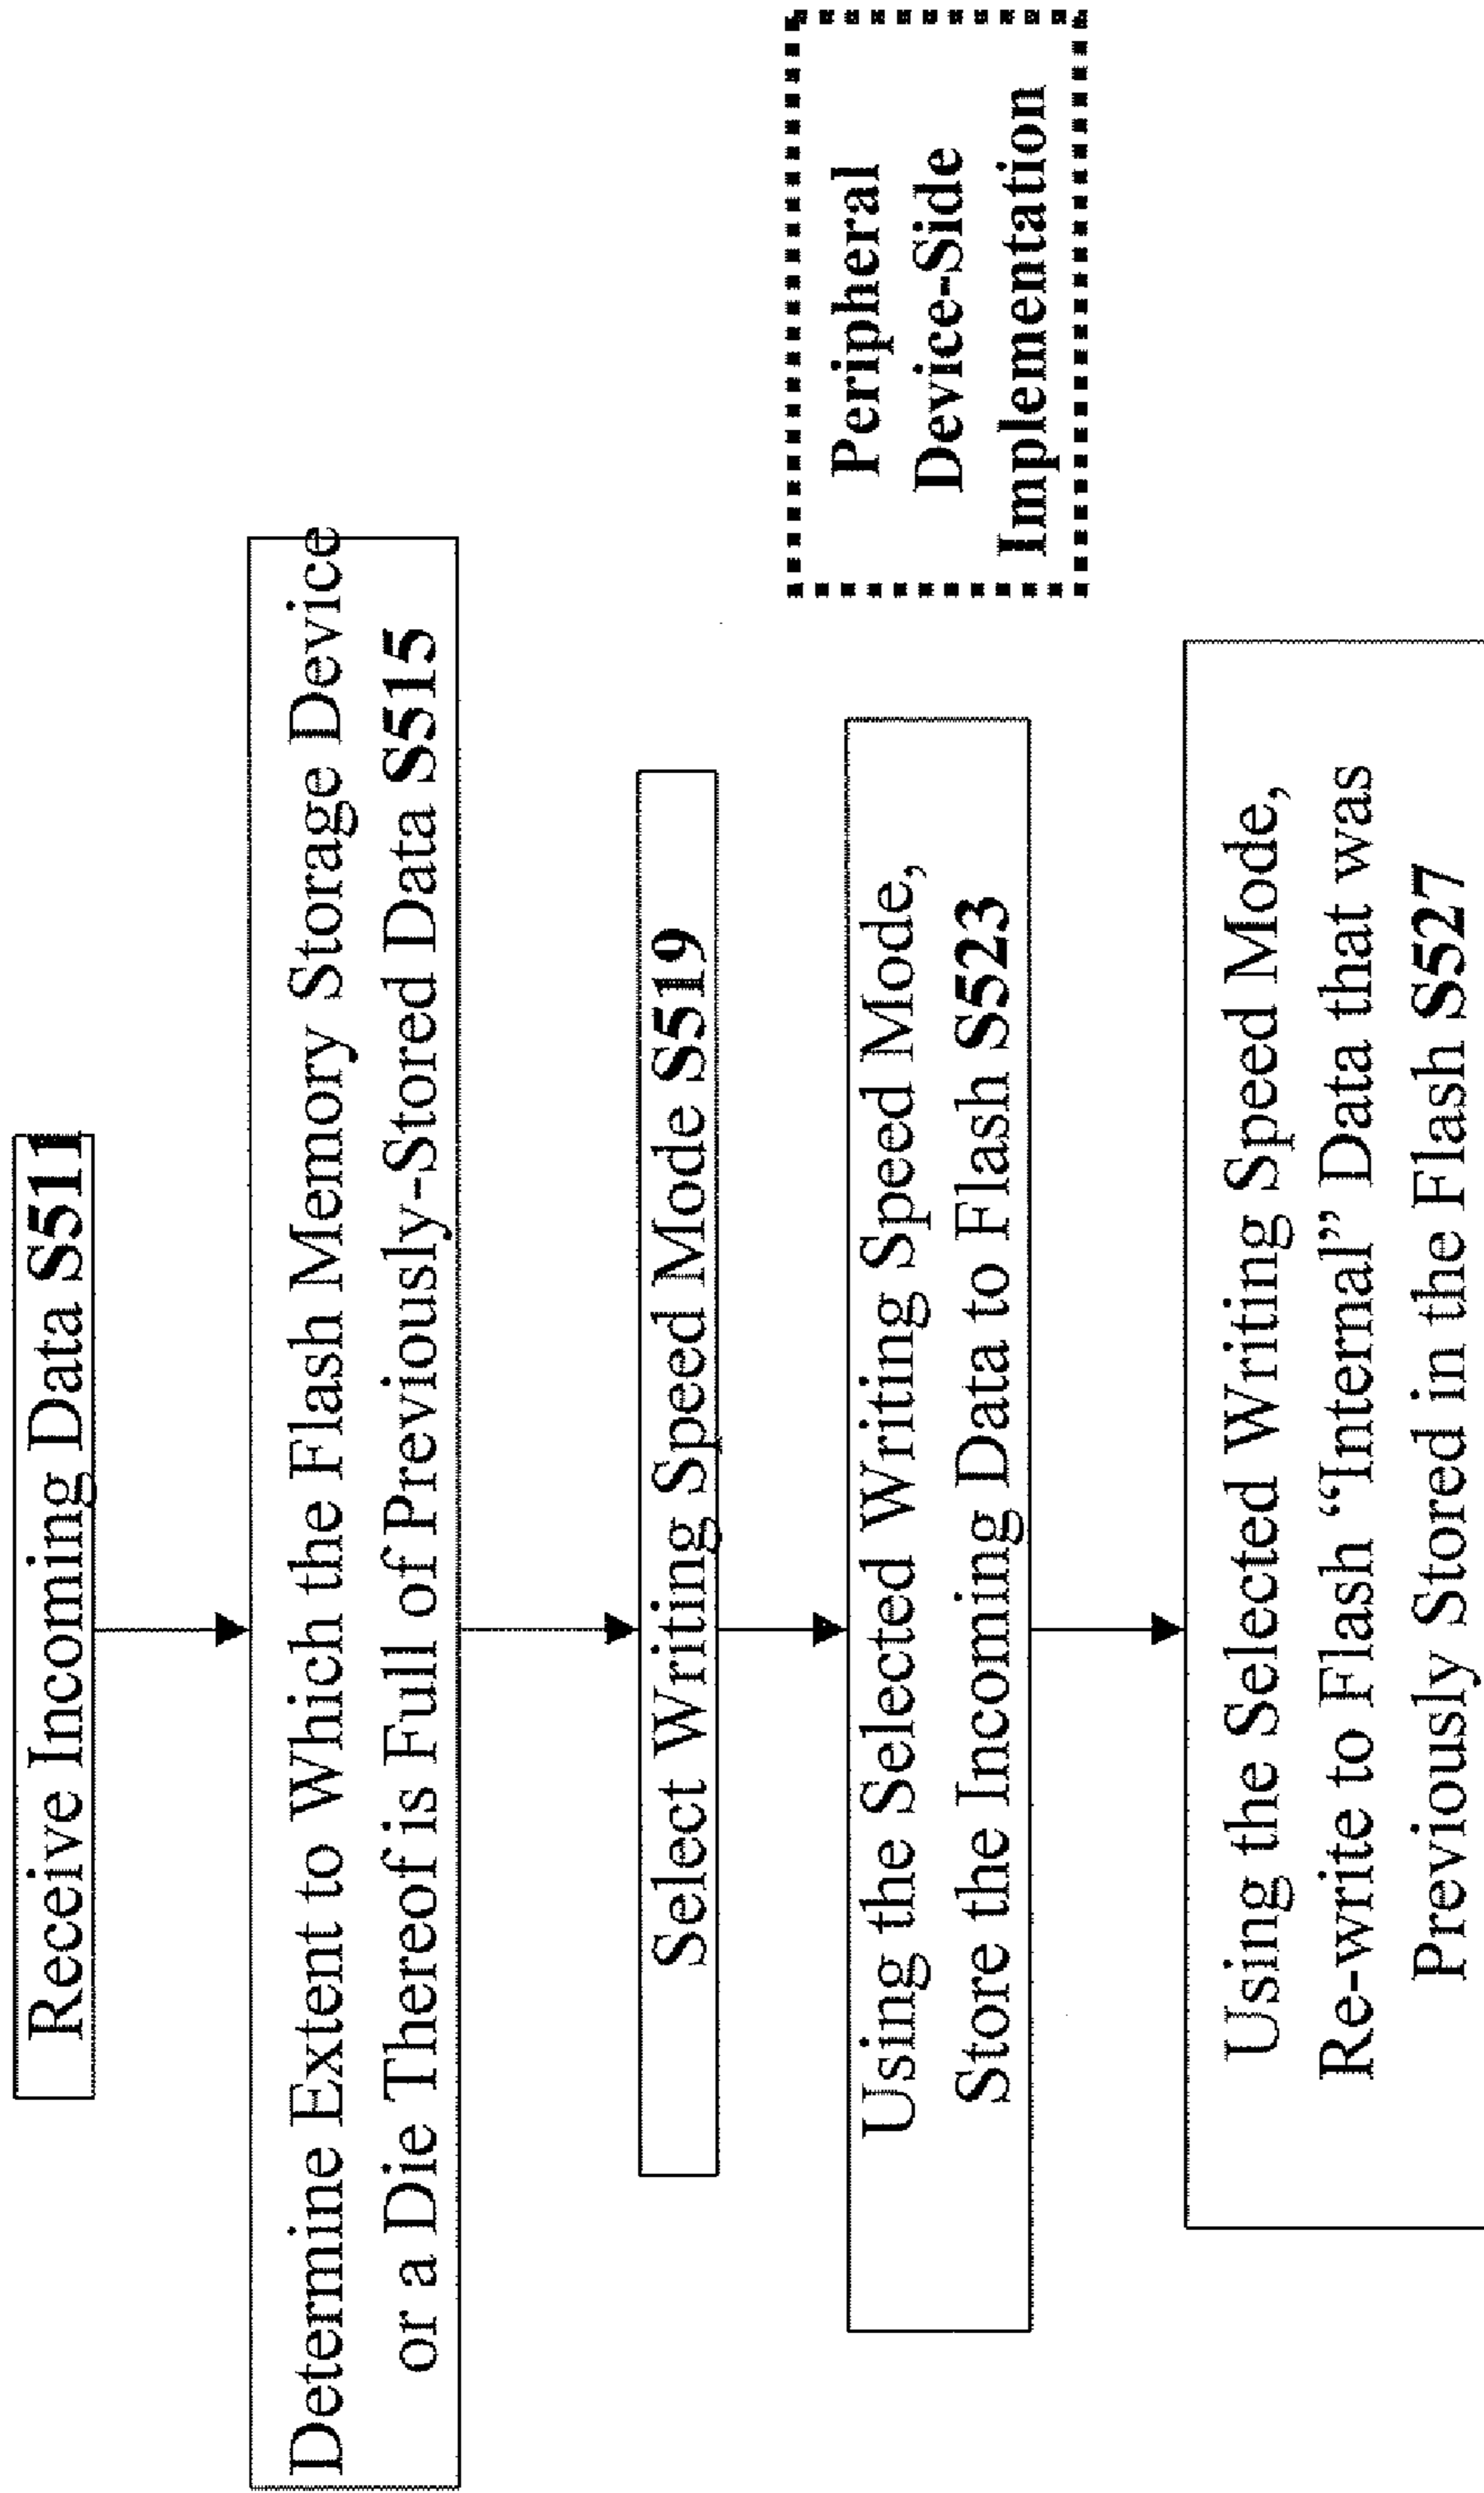 Receive Incoming Data S511
Determine Extent to Which the Flash Memory Storage Device
or a Die Thereof is Full of Previously-Stored Data S515
Select Writing Speed Mode S519
Using the Selected Writing Speed Mode,
Store the Incoming Data to Flash S523
Using the Selected Writing Speed Mode,
Re-write to Flash “Internal” Data that was
Previously Stored in the Flash S527
Peripheral
Device-Side
Implementation